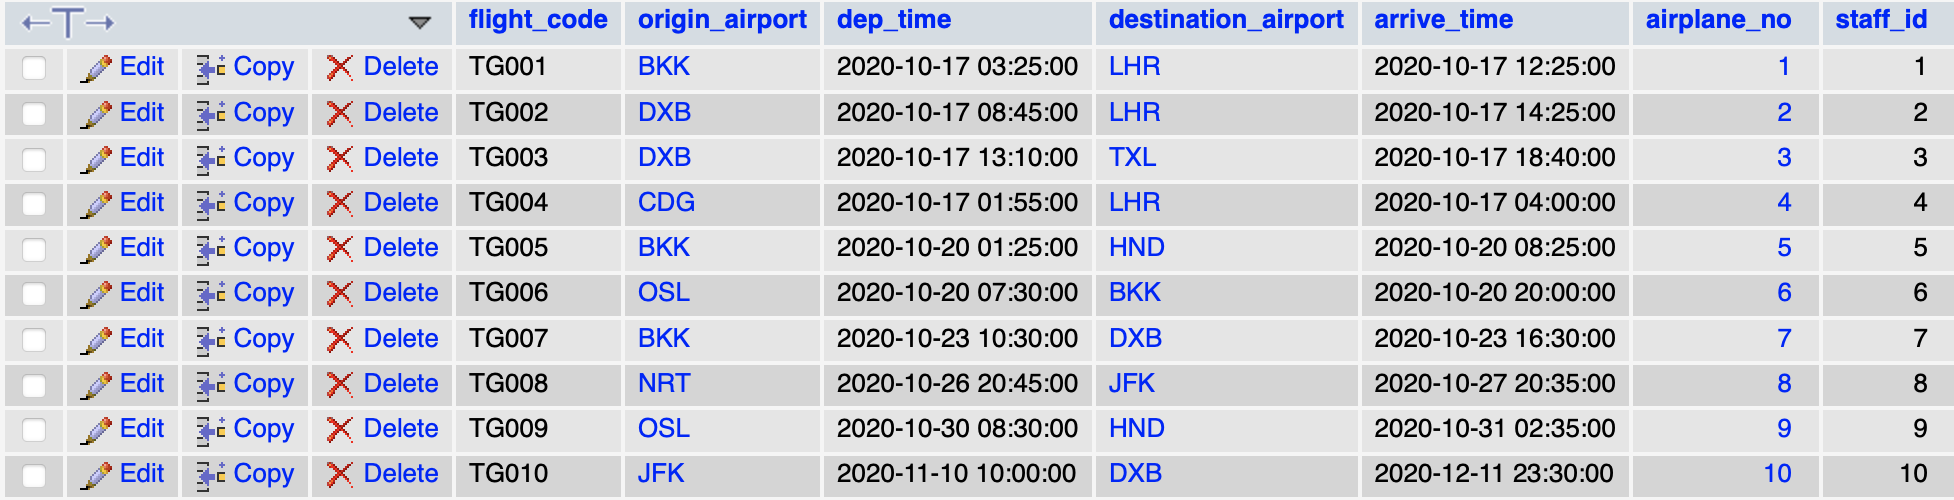 flight_code origin_airport dep_time destination_airport arrive_time airplane_no staff_id
Edit Copy Delete TG001 BKK 2020-10-17 03:25:00 LHR 2020-10-17 12:25:00 1 1
Edit Copy Delete TG002 DXB 2020-10-17 08:45:00 LHR 2020-10-17 14:25:00 2 2
Edit Copy Delete TG003 DXB 2020-10-17 13:10:00 TXL 2020-10-17 18:40:00 3 3
Edit Copy Delete TG004 CDG 2020-10-17 01:55:00 LHR 2020-10-17 04:00:00 4 4
Edit Copy Delete TG005 BKK 2020-10-20 01:25:00 HND 2020-10-20 08:25:00 5 5
Edit Copy Delete TG006 OSL 2020-10-20 07:30:00 BKK 2020-10-20 20:00:00 6 6
Edit Copy Delete TG007 BKK 2020-10-23 10:30:00 DXB 2020-10-23 16:30:00 7 7
Edit Copy Delete TG008 NRT 2020-10-26 20:45:00 JFK 2020-10-27 20:35:00 8 8
Edit Copy Delete TG009 OSL 2020-10-30 08:30:00 HND 2020-10-31 02:35:00 9 9
Edit Copy Delete TG010 JFK 2020-11-10 10:00:00 DXB 2020-12-11 23:30:00 10 10